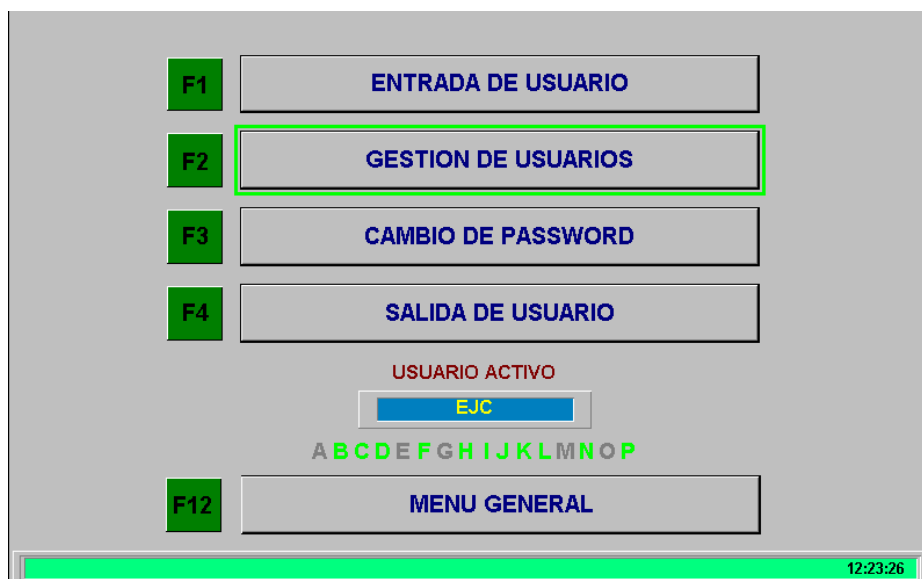 F1 ENTRADA DE USUARIO
F2 GESTION DE USUARIOS
F3 CAMBIO DE PASSWORD
F4 SALIDA DE USUARIO
USUARIO ACTIVO
EJC
A B C D E F G H I J K L M N O P
F12 MENU GENERAL
12:23:26